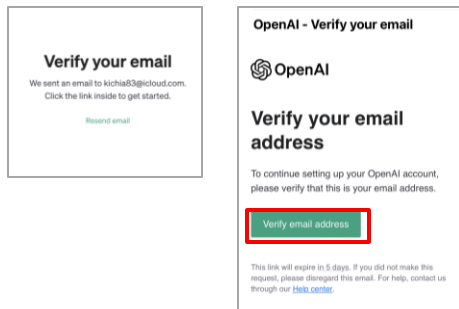 Verify your email
We sent an email to kichia83@icloud.com.
Click the link inside to get started.
Resend email
OpenAI - Verify your email
OpenAI
Verify your email
address
To continue setting up your OpenAI account,
please verify that this is your email address.
Verify email address
This link will expire in 5 days. If you did not make this
request, please disregard this email. For help, contact us
through our Help center.